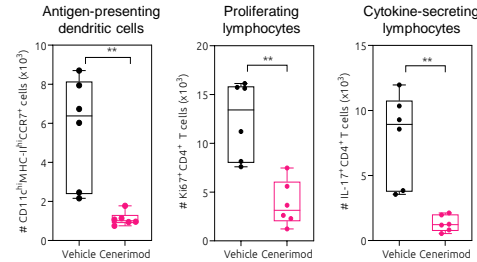 Antigen-presenting
dendritic cells
# CD11cʰⁱMHC-IIʰⁱCCR7⁺ cells (x10³)
10
8
6
4
2
0
**
Vehicle Cenerimod
Proliferating
lymphocytes
# Ki67⁺CD4⁺ T cells (x10³)
20
15
10
5
0
**
Vehicle Cenerimod
Cytokine-secreting
lymphocytes
# IL-17⁺CD4⁺ T cells (x10³)
15
10
5
0
**
Vehicle Cenerimod